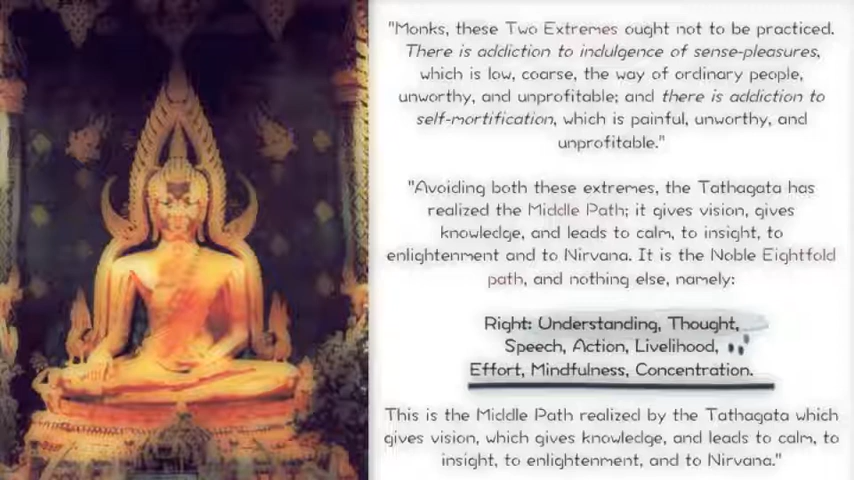 "Monks, these Two Extremes ought not to be practiced.
There is addiction to indulgence of sense-pleasures,
which is low, coarse, the way of ordinary people,
unworthy, and unprofitable; and there is addiction to
self-mortification, which is painful, unworthy, and
unprofitable."
"Avoiding both these extremes, the Tathagata has
realized the Middle Path; it gives vision, gives
knowledge, and leads to calm, to insight, to
enlightenment and to Nirvana. It is the Noble Eightfold
path, and nothing else, namely:
Right: Understanding, Thought,
Speech, Action, Livelihood,
Effort, Mindfulness, Concentration.
This is the Middle Path realized by the Tathagata which
gives vision, which gives knowledge, and leads to calm, to
insight, to enlightenment, and to Nirvana."